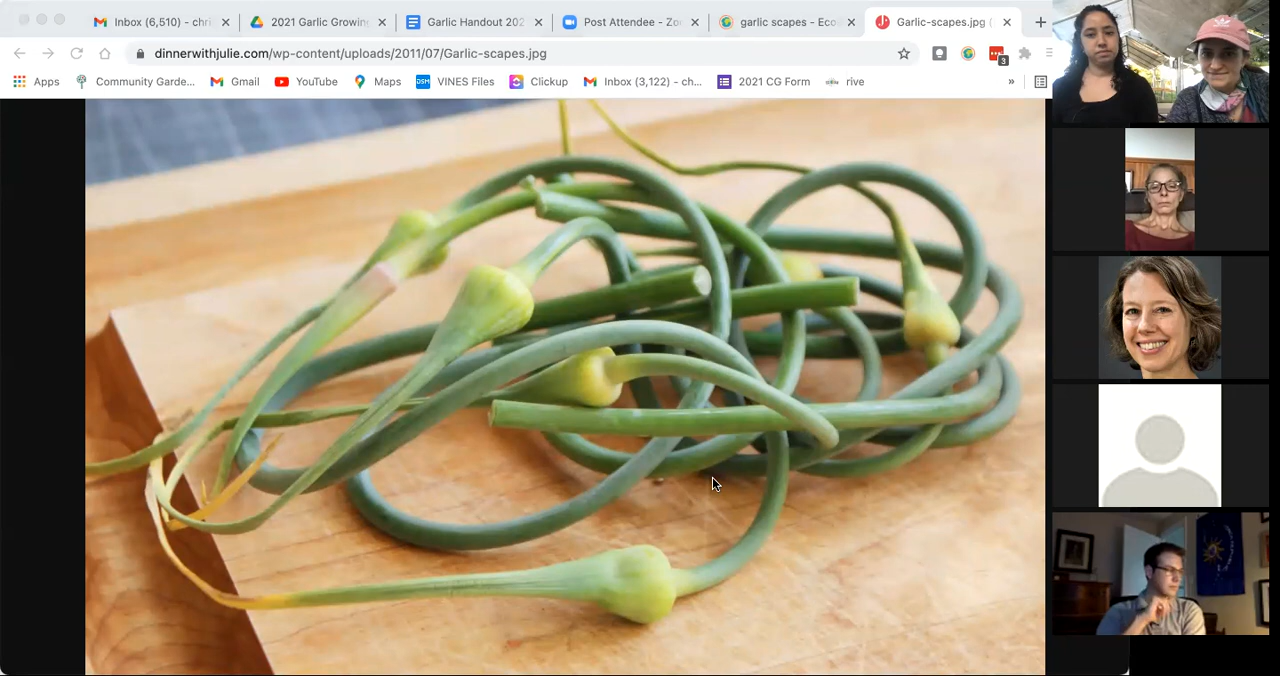 Inbox (6,510) - chri
2021 Garlic Growing
Garlic Handout 202
Post Attendee - Zo
garlic scapes - Eco
Garlic-scapes.jpg (
dinnerwithjulie.com/wp-content/uploads/2011/07/Garlic-scapes.jpg
3
Apps
Community Garde...
Gmail
YouTube
Maps
DSM
VINES Files
Clickup
Inbox (3,122) - ch...
2021 CG Form
rive
»